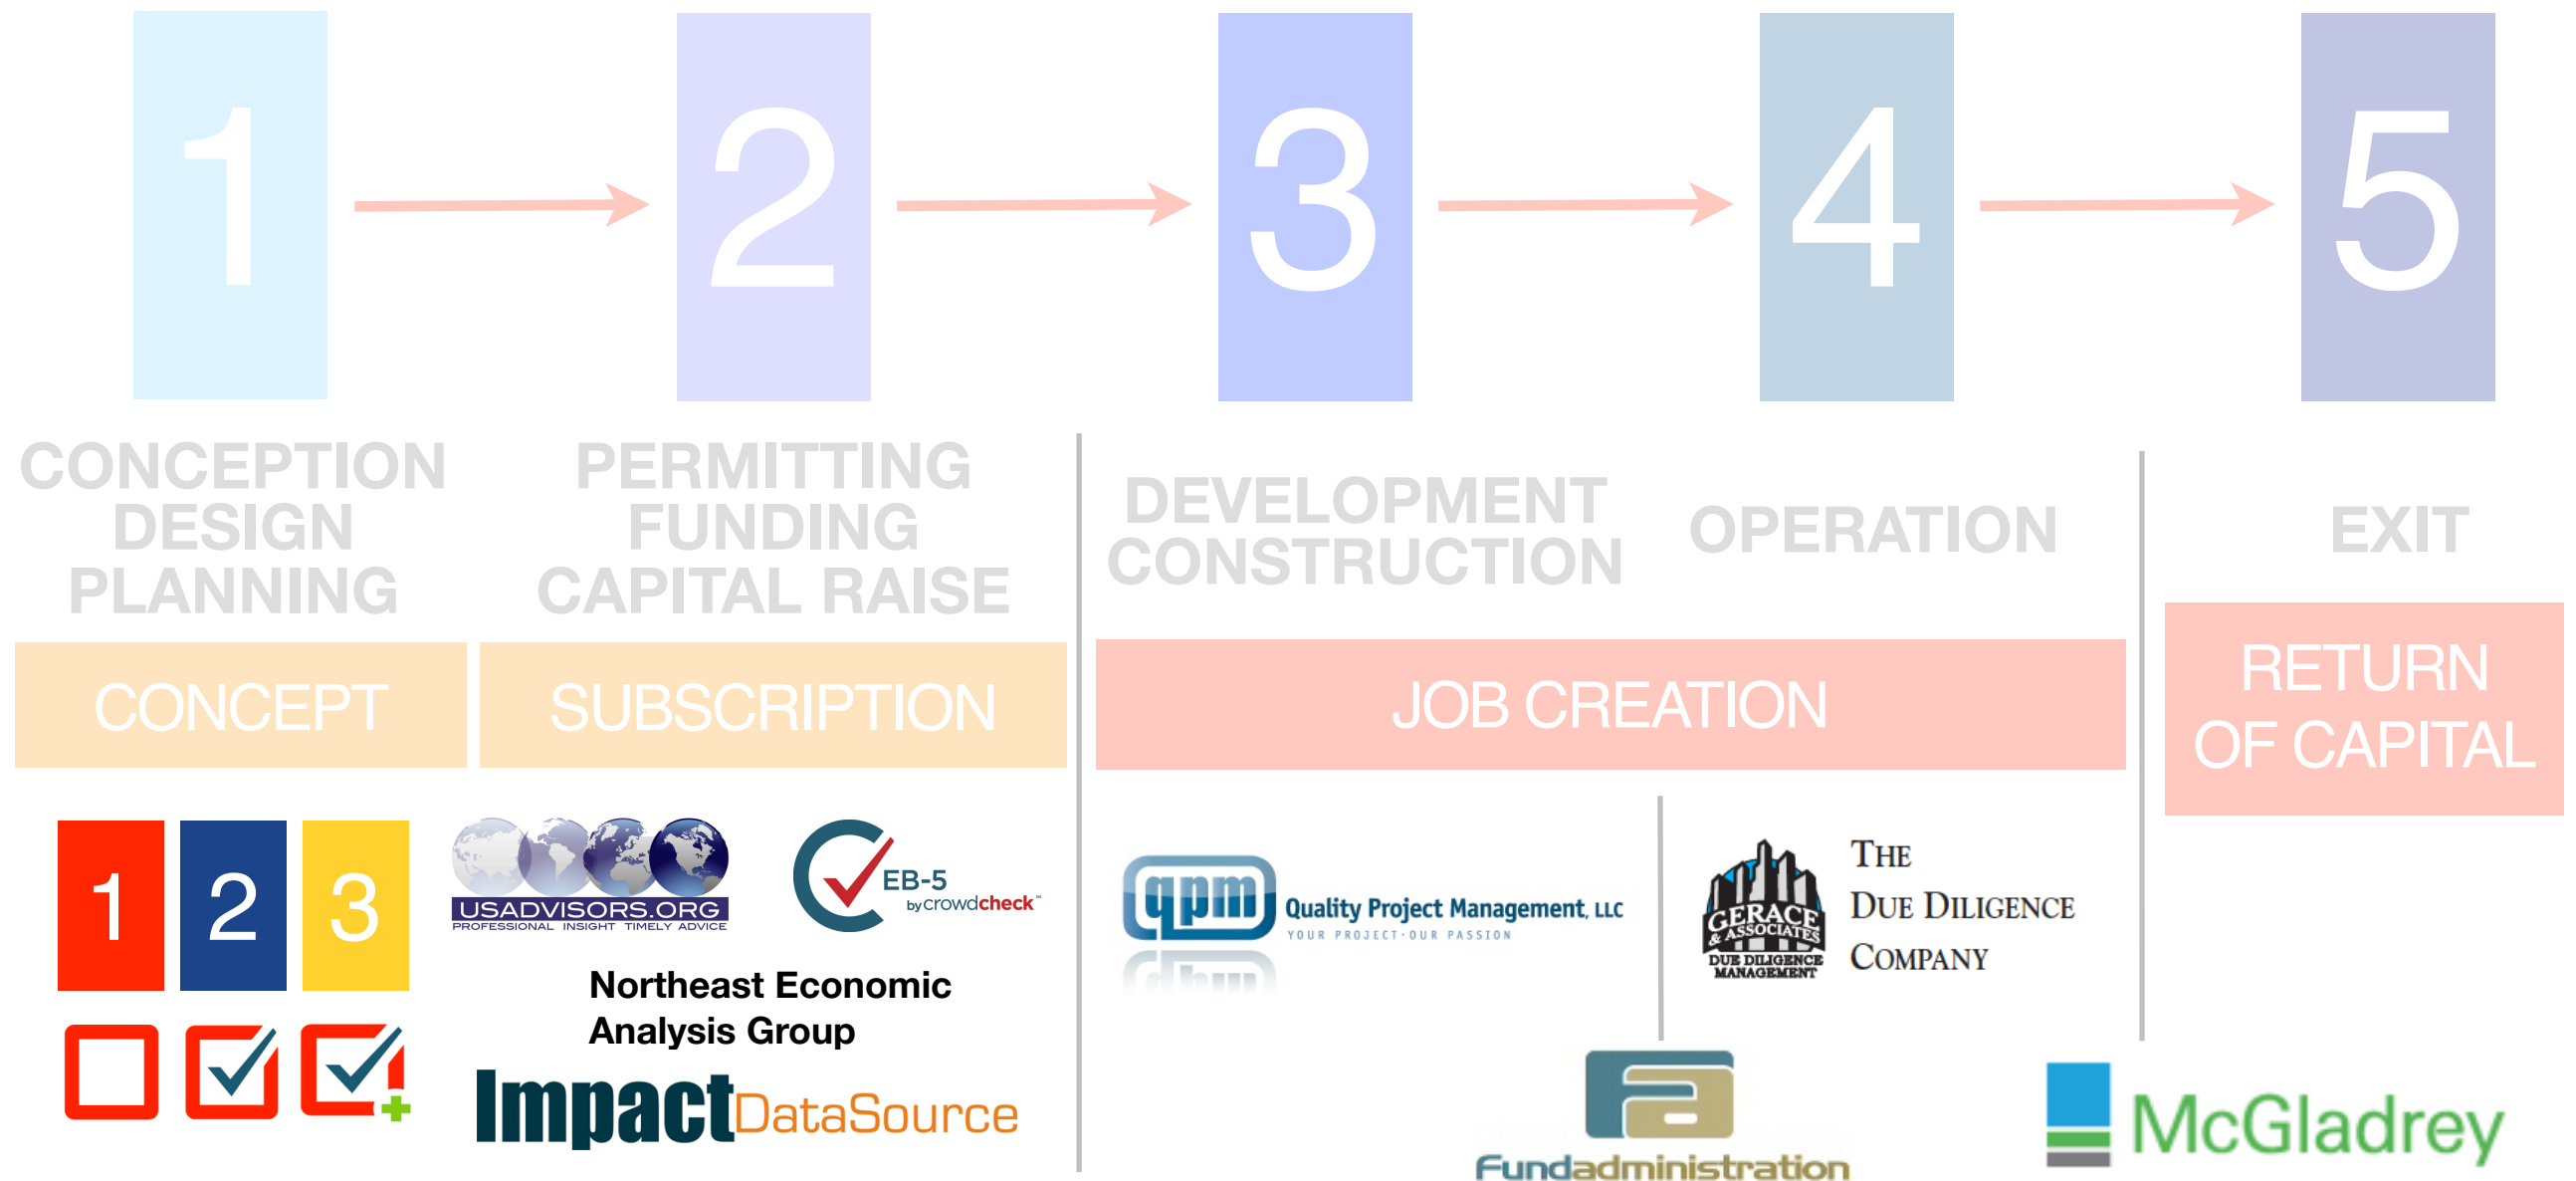 1
2
3
4
5
CONCEPTION
DESIGN
PLANNING
PERMITTING
FUNDING
CAPITAL RAISE
DEVELOPMENT
CONSTRUCTION
OPERATION
EXIT
CONCEPT
SUBSCRIPTION
JOB CREATION
RETURN
OF CAPITAL
1
2
3
USADVISORS.ORG
PROFESSIONAL INSIGHT TIMELY ADVICE
EB-5
by crowdcheck™
Northeast Economic
Analysis Group
ImpactDataSource
qpm
Quality Project Management, LLC
YOUR PROJECT·OUR PASSION
GERACE
& ASSOCIATES
DUE DILIGENCE
MANAGEMENT
THE
DUE DILIGENCE
COMPANY
fa
Fundadministration
McGladrey